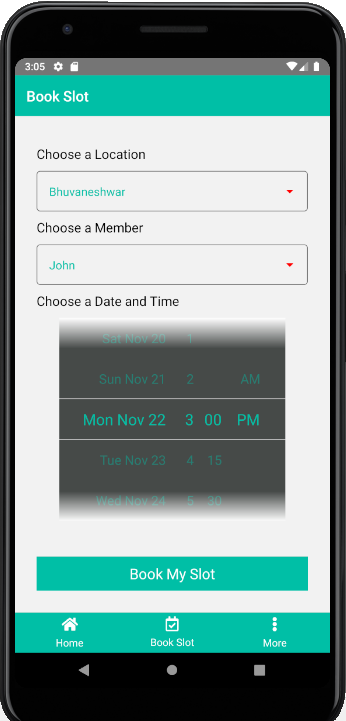 3:05
Book Slot
Choose a Location
Bhuvaneshwar
Choose a Member
John
Choose a Date and Time
Sat Nov 20 1
Sun Nov 21 2 AM
Mon Nov 22 3 00 PM
Tue Nov 23 4 15
Wed Nov 24 5 30
Book My Slot
Home Book Slot More